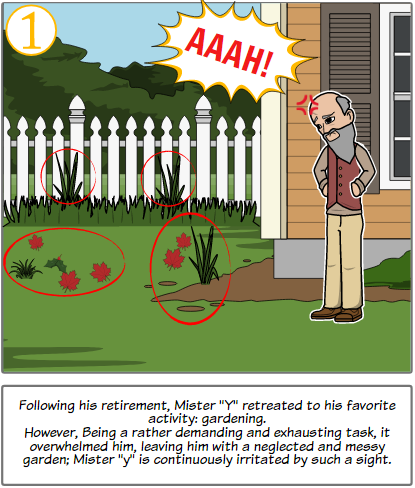 1
AAAH!
Following his retirement, Mister "Y" retreated to his favorite
activity: gardening.
However, Being a rather demanding and exhausting task, it
overwhelmed him, leaving him with a neglected and messy
garden; Mister "y" is continuously irritated by such a sight.